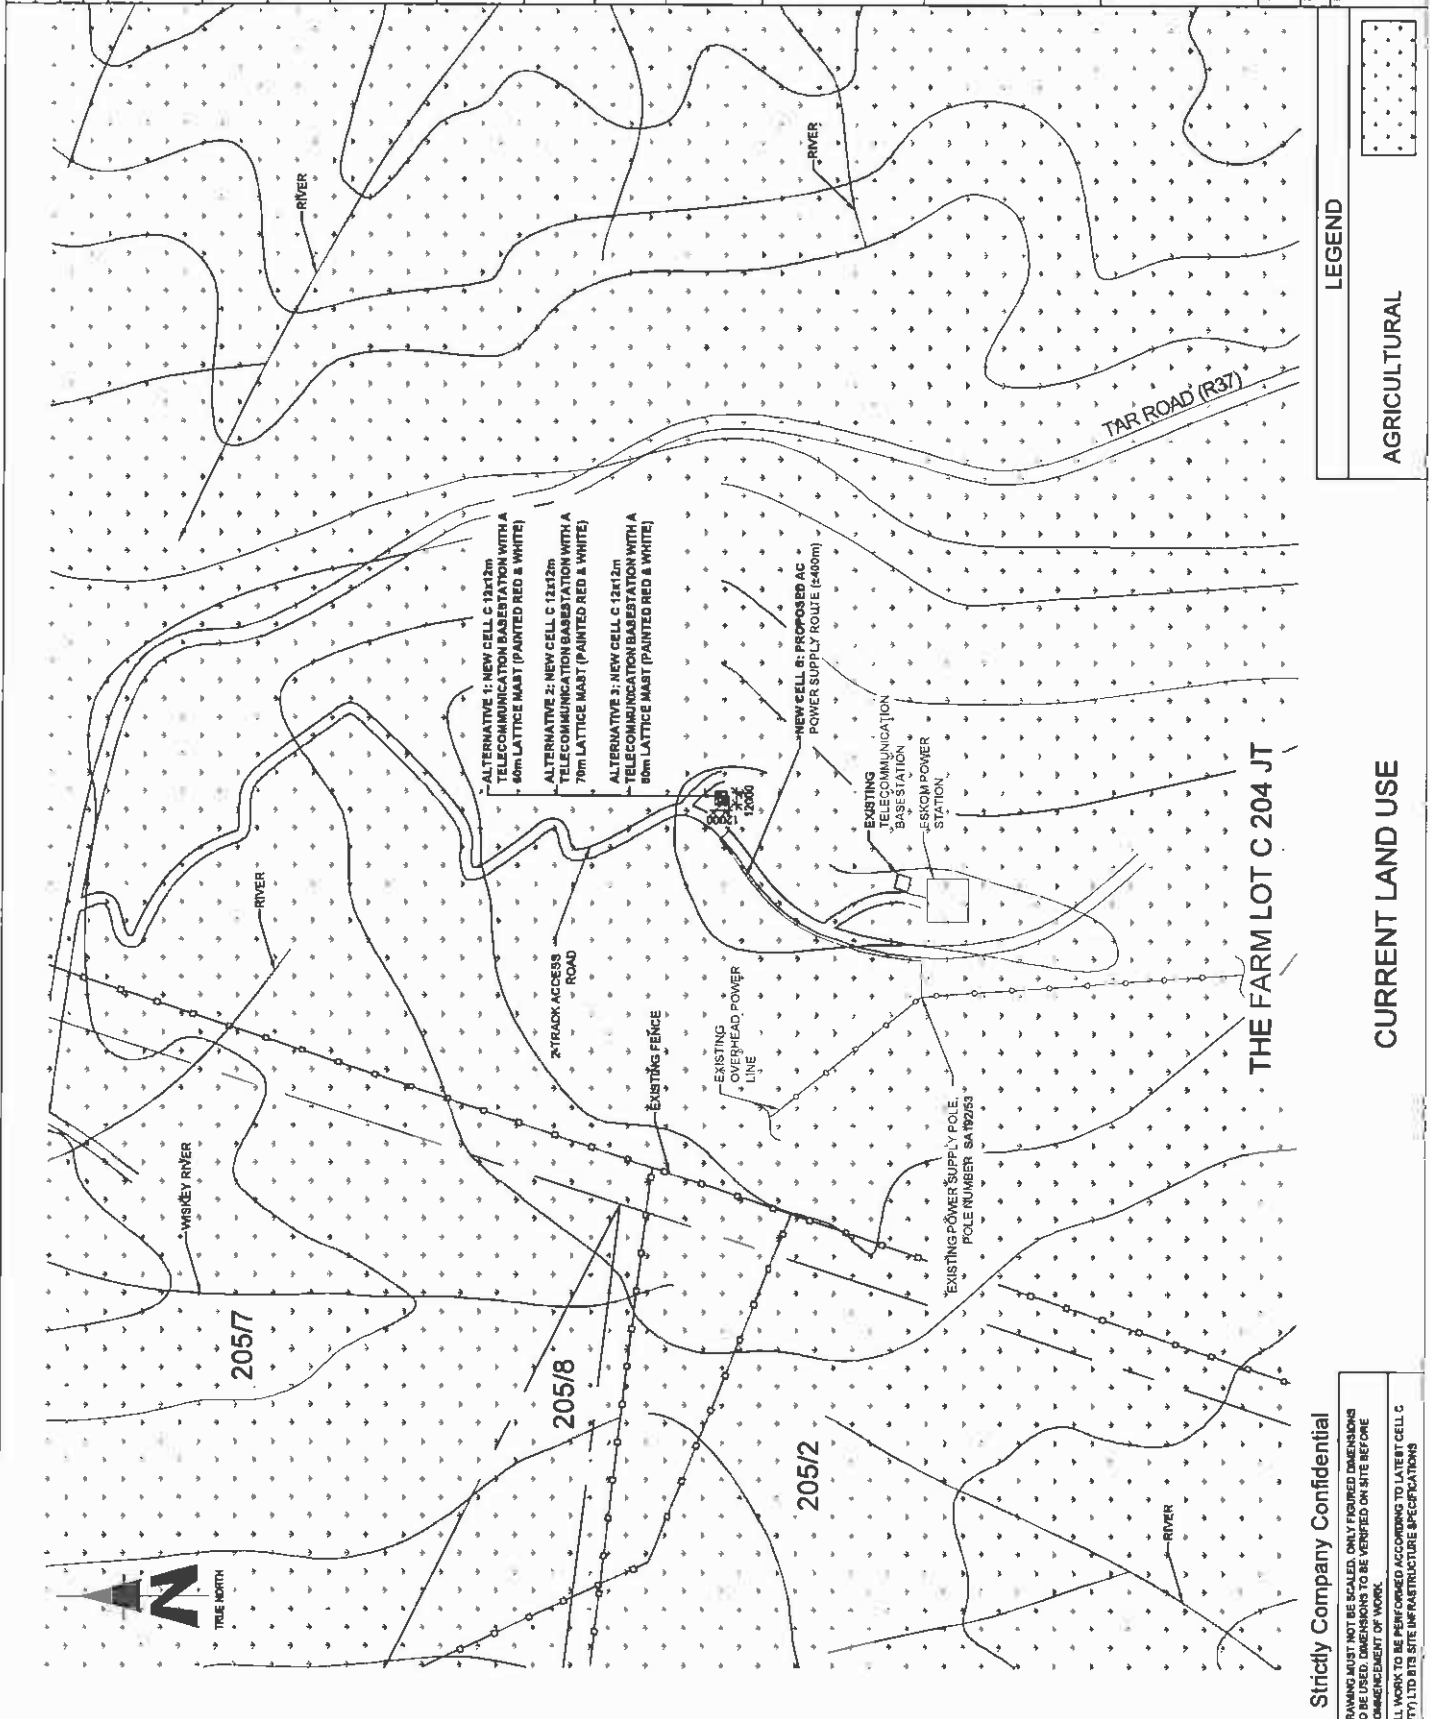 TRUE NORTH
N
205/7
WISKEY RIVER
RIVER
RIVER
205/8
ALTERNATIVE 1: NEW CELL C 12x12m
TELECOMMUNICATION BASESTATION WITH A
60m LATTICE MAST (PAINTED RED & WHITE)
ALTERNATIVE 2: NEW CELL C 12x12m
TELECOMMUNICATION BASESTATION WITH A
70m LATTICE MAST (PAINTED RED & WHITE)
ALTERNATIVE 3: NEW CELL C 12x12m
TELECOMMUNICATION BASESTATION WITH A
80m LATTICE MAST (PAINTED RED & WHITE)
2-TRACK ACCESS
ROAD
EXISTING FENCE
12000
12000
EXISTING
OVERHEAD POWER
LINE
205/2
NEW CELL C: PROPOSED AC
POWER SUPPLY ROUTE (±400m)
RIVER
EXISTING
TELECOMMUNICATION
BASESTATION
ESKOM POWER
STATION
EXISTING POWER SUPPLY POLE.
POLE NUMBER SA192/53
RIVER
TAR ROAD (R37)
THE FARM LOT C 204 JT
Strictly Company Confidential
LEGEND
RAWING MUST NOT BE SCALED. ONLY FIGURED DIMENSIONS
O BE USED. DIMENSIONS TO BE VERIFIED ON SITE BEFORE
OMMENCEMENT OF WORK.
LL WORK TO BE PERFORMED ACCORDING TO LATEST CELL C
TY) LTD BTS SITE INFRASTRUCTURE SPECIFICATIONS
CURRENT LAND USE
AGRICULTURAL